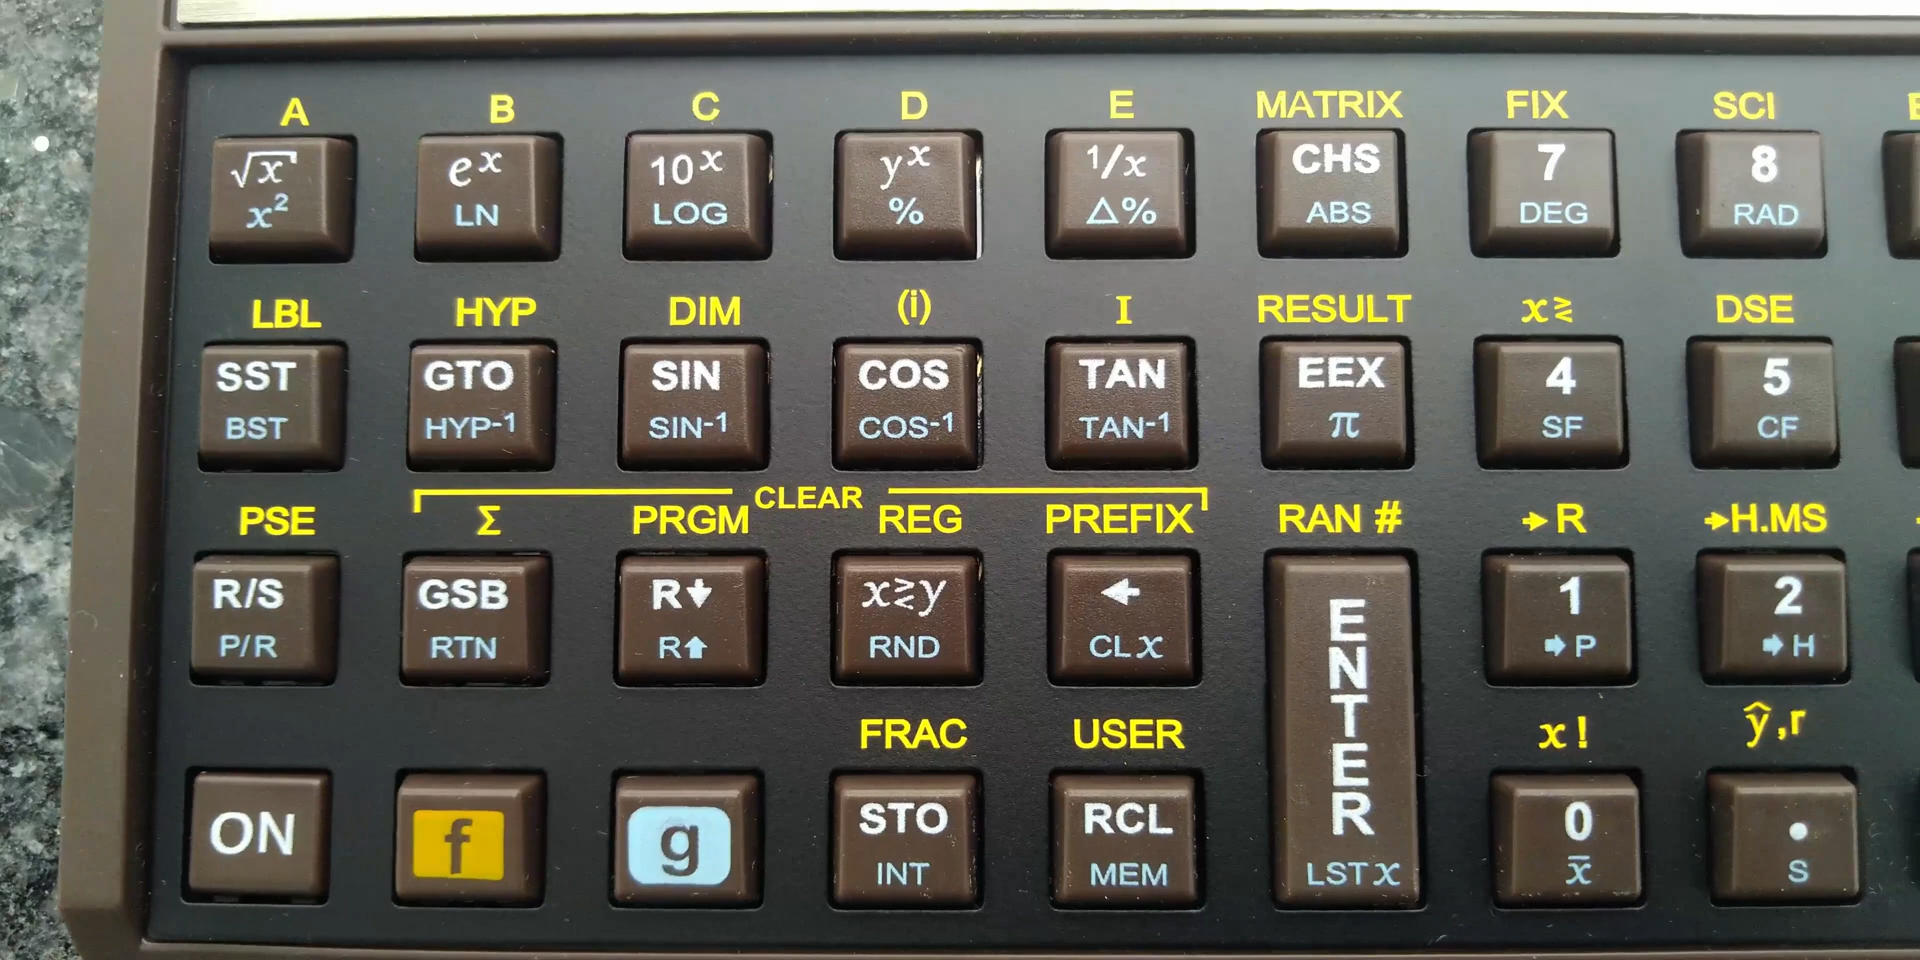 A B C D E MATRIX FIX SCI
√x e^x 10^x y^x 1/x CHS 7 8
x² LN LOG % Δ% ABS DEG RAD
LBL HYP DIM (i) I RESULT x≷ DSE
SST GTO SIN COS TAN EEX 4 5
BST HYP-1 SIN-1 COS-1 TAN-1 π SF CF
CLEAR
PSE Σ PRGM REG PREFIX RAN # →R →H.MS
R/S GSB R↓ x≷y ← ENTER 1 2
P/R RTN R↑ RND CLx →P →H
FRAC USER x! ŷ,r
ON f g STO RCL 0 •
INT MEM LSTx x̄ S